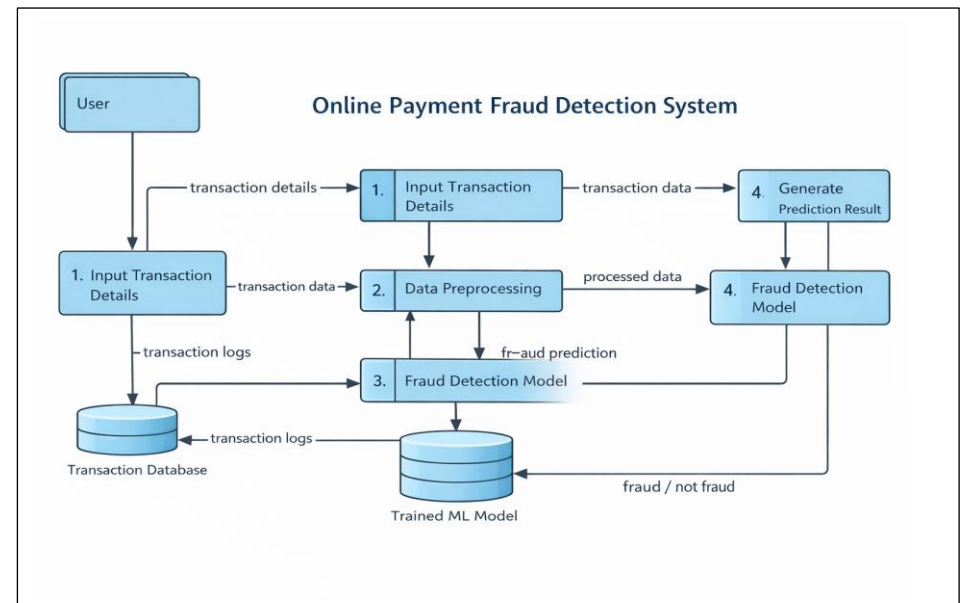 User
Online Payment Fraud Detection System
transaction details
1. Input Transaction
Details
transaction data
4. Generate
Prediction Result
1. Input Transaction
Details
transaction data
2. Data Preprocessing
processed data
4. Fraud Detection
Model
transaction logs
fr-aud prediction
3. Fraud Detection Model
transaction logs
Transaction Database
fraud / not fraud
Trained ML Model